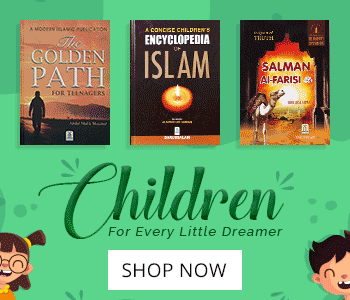 A MODERN ISLAMIC PUBLICATION
The
GOLDEN
PATH
FOR TEENAGERS
A CONCISE CHILDREN'S
ENCYCLOPEDIA
OF
ISLAM
TRUTH
SALMAN
Al-FARISI
Children
For Every Little Dreamer
SHOP NOW